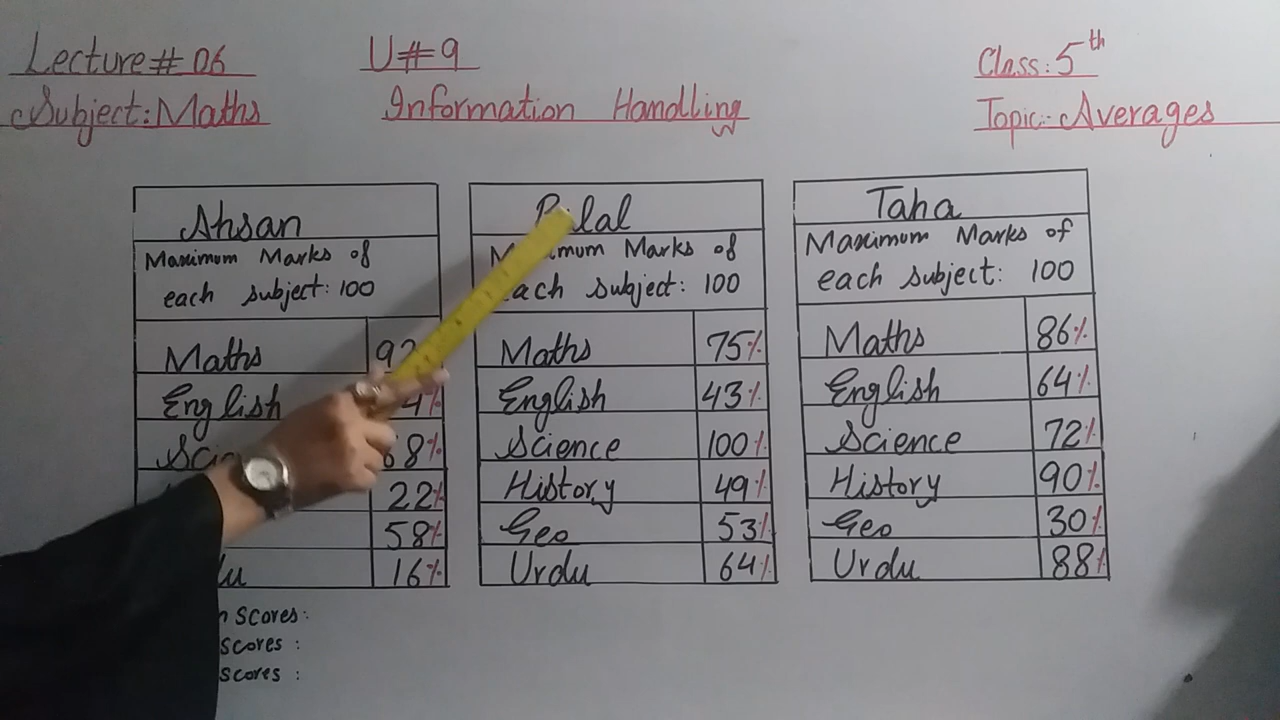 Lecture# 06 U#9 Class: 5th
Subject: Maths Information Handling Topic: Averages
Ahsan
Maximum Marks of
each subject: 100
Maths
English
68%
22%
58%
16%
Scores:
scores:
scores:
Bilal
Maximum Marks of
each subject: 100
Maths 75%
English 43%
Science 100%
History 49%
Geo 53%
Urdu 64%
Taha
Maximum Marks of
each subject: 100
Maths 86%
English 64%
Science 72%
History 90%
Geo 30%
Urdu 88%